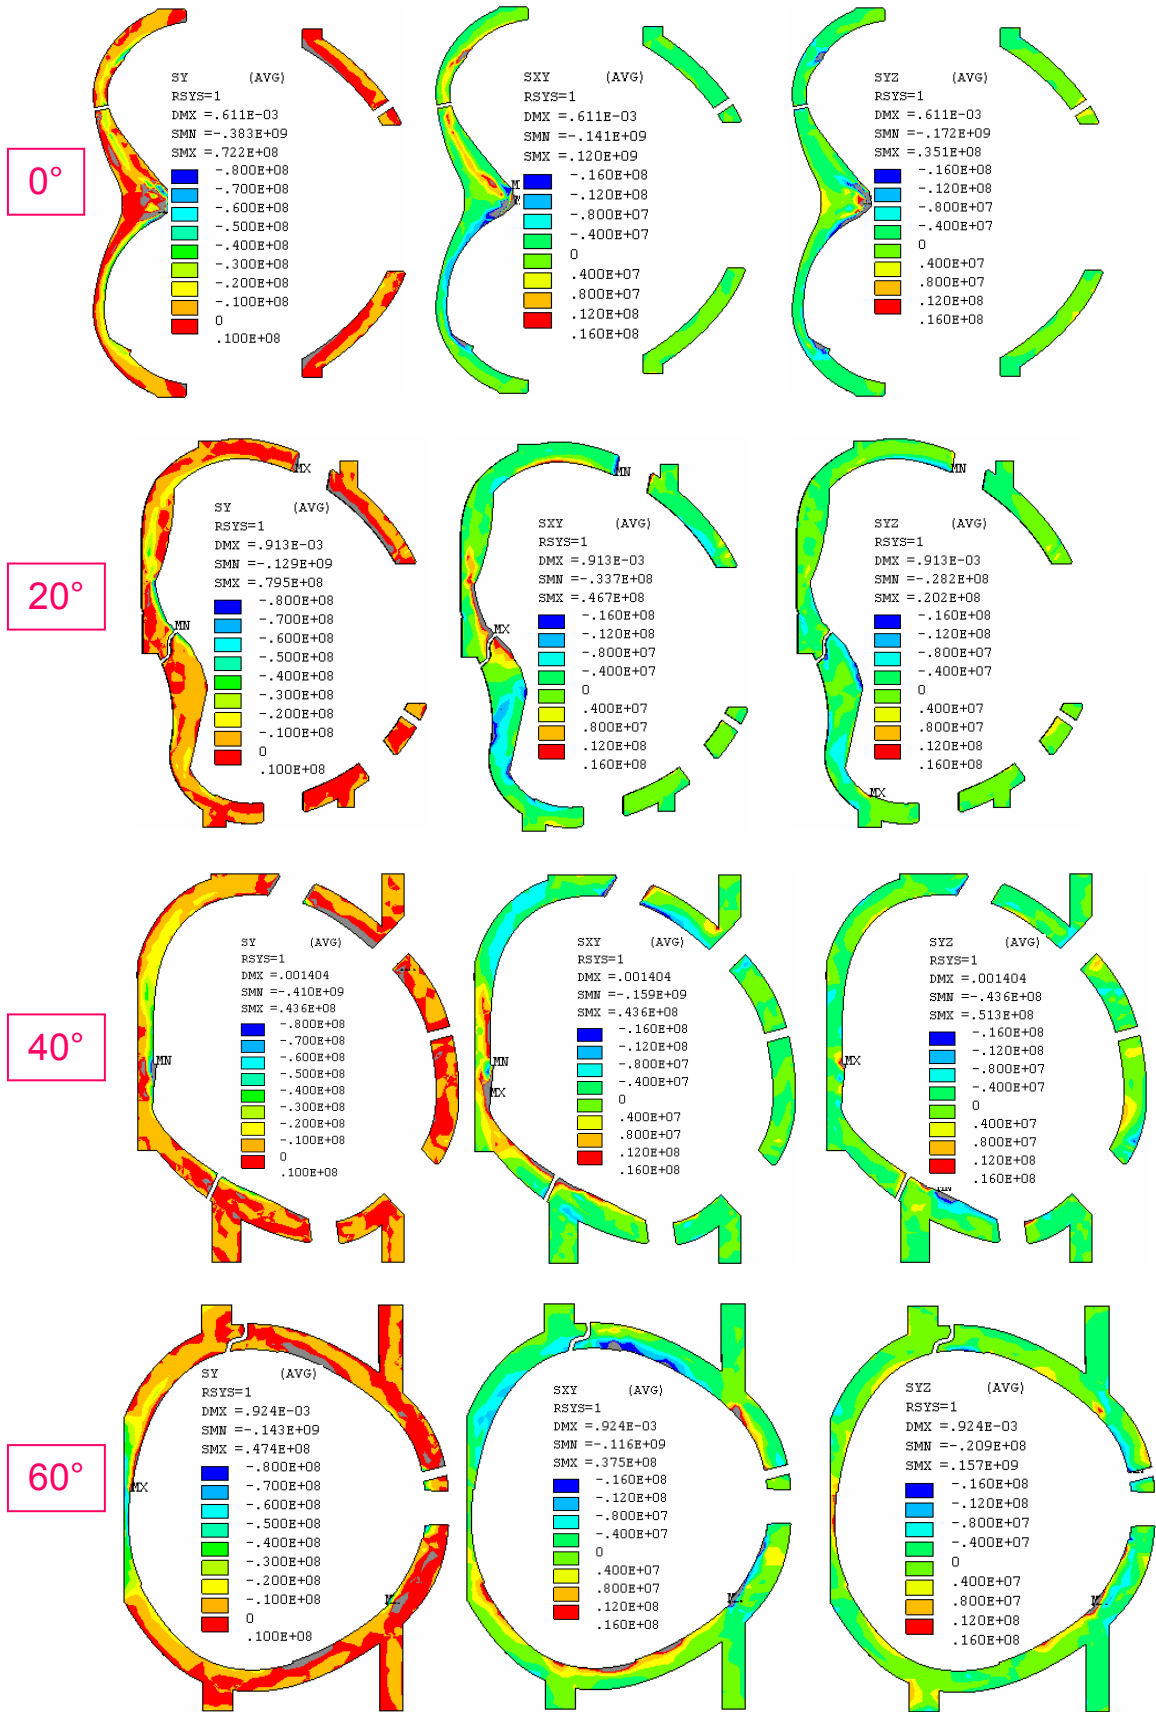 0°
SY (AVG)
RSYS=1
DMX =.611E-03
SMN =-.383E+09
SMX =.722E+08
-.800E+08
-.700E+08
-.600E+08
-.500E+08
-.400E+08
-.300E+08
-.200E+08
-.100E+08
0
.100E+08
SXY (AVG)
RSYS=1
DMX =.611E-03
SMN =-.141E+09
SMX =.120E+09
-.160E+08
-.120E+08
-.800E+07
-.400E+07
0
.400E+07
.800E+07
.120E+08
.160E+08
SYZ (AVG)
RSYS=1
DMX =.611E-03
SMN =-.172E+09
SMX =.351E+08
-.160E+08
-.120E+08
-.800E+07
-.400E+07
0
.400E+07
.800E+07
.120E+08
.160E+08
20°
MX
SY (AVG)
RSYS=1
DMX =.913E-03
SMN =-.129E+09
SMX =.795E+08
MN
-.800E+08
-.700E+08
-.600E+08
-.500E+08
-.400E+08
-.300E+08
-.200E+08
-.100E+08
0
.100E+08
MN
SXY (AVG)
RSYS=1
DMX =.913E-03
SMN =-.337E+08
SMX =.467E+08
MX
-.160E+08
-.120E+08
-.800E+07
-.400E+07
0
.400E+07
.800E+07
.120E+08
.160E+08
MN
SYZ (AVG)
RSYS=1
DMX =.913E-03
SMN =-.282E+08
SMX =.202E+08
-.160E+08
-.120E+08
-.800E+07
-.400E+07
0
.400E+07
.800E+07
.120E+08
.160E+08
MX
40°
SY (AVG)
RSYS=1
DMX =.001404
SMN =-.410E+09
SMX =.436E+08
MN
-.800E+08
-.700E+08
-.600E+08
-.500E+08
-.400E+08
-.300E+08
-.200E+08
-.100E+08
0
.100E+08
SXY (AVG)
RSYS=1
DMX =.001404
SMN =-.159E+09
SMX =.436E+08
MN
MX
-.160E+08
-.120E+08
-.800E+07
-.400E+07
0
.400E+07
.800E+07
.120E+08
.160E+08
SYZ (AVG)
RSYS=1
DMX =.001404
SMN =-.436E+08
SMX =.513E+08
MX
-.160E+08
-.120E+08
-.800E+07
-.400E+07
0
.400E+07
.800E+07
.120E+08
.160E+08
60°
SY (AVG)
RSYS=1
DMX =.924E-03
SMN =-.143E+09
SMX =.474E+08
MX
-.800E+08
-.700E+08
-.600E+08
-.500E+08
-.400E+08
-.300E+08
-.200E+08
-.100E+08
0
.100E+08
SXY (AVG)
RSYS=1
DMX =.924E-03
SMN =-.116E+09
SMX =.375E+08
-.160E+08
-.120E+08
-.800E+07
-.400E+07
0
.400E+07
.800E+07
.120E+08
.160E+08
SYZ (AVG)
RSYS=1
DMX =.924E-03
SMN =-.209E+08
SMX =.157E+09
-.160E+08
-.120E+08
-.800E+07
-.400E+07
0
.400E+07
.800E+07
.120E+08
.160E+08